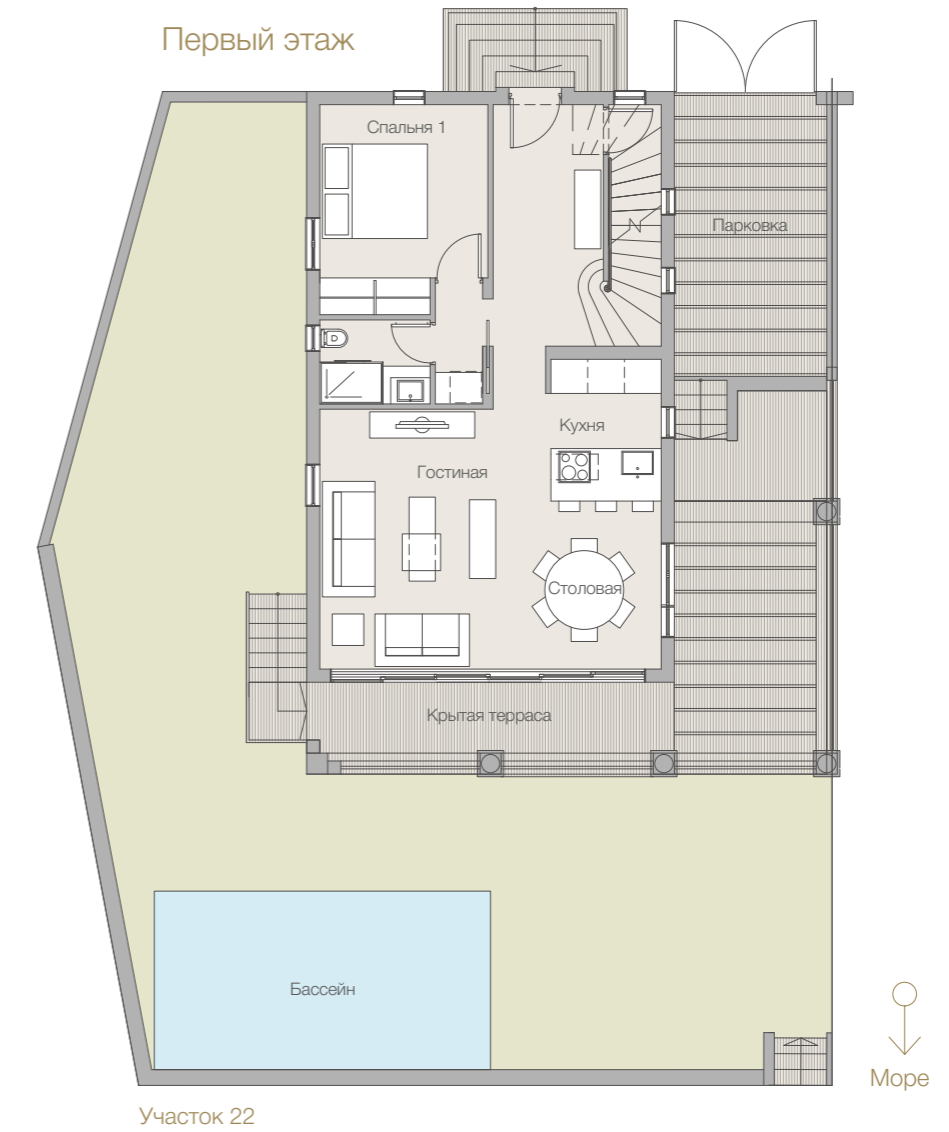 Первый этаж
Спальня 1
Парковка
Кухня
Гостиная
Столовая
Крытая терраса
Бассейн
Море
Участок 22